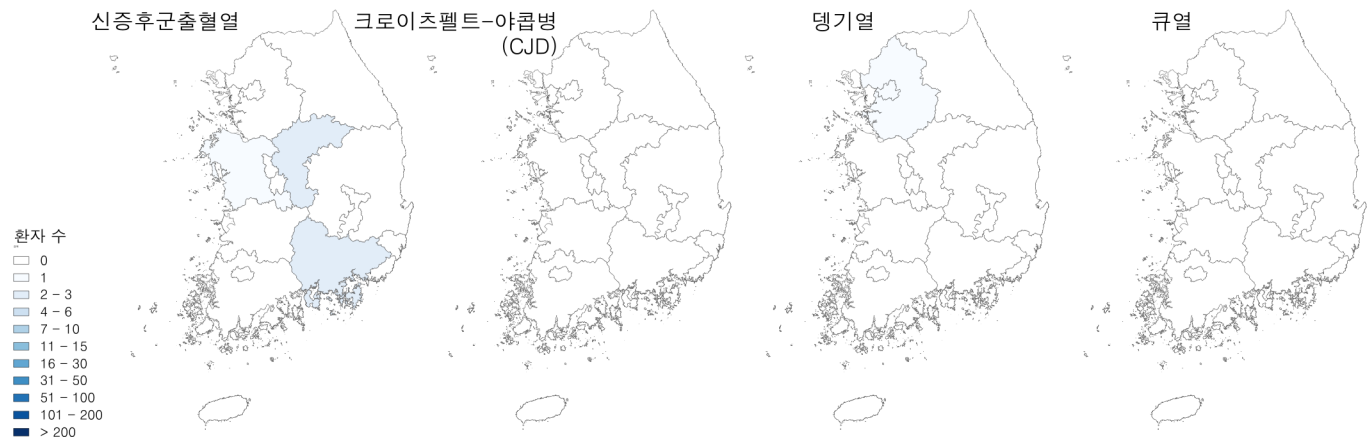 신증후군출혈열
크로이츠펠트-야콥병
(CJD)
뎅기열
큐열
환자 수
0
1
2 - 3
4 - 6
7 - 10
11 - 15
16 - 30
31 - 50
51 - 100
101 - 200
> 200